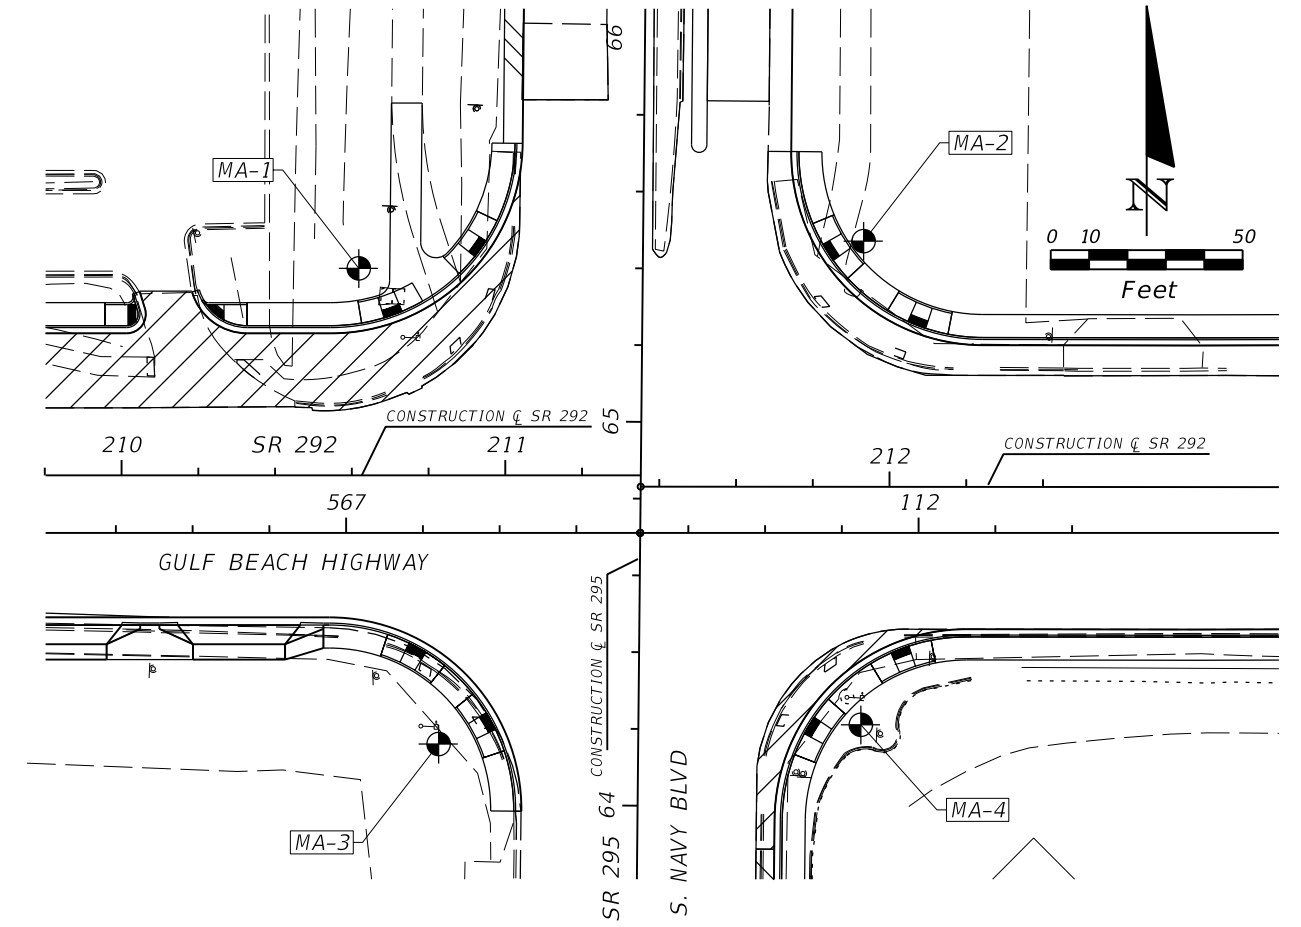 66
MA-1
MA-2
N
0 10 50
Feet
CONSTRUCTION ℄ SR 292
65
210 SR 292 211
CONSTRUCTION ℄ SR 292
212
567
112
GULF BEACH HIGHWAY
CONSTRUCTION ℄ SR 295
SR 295 64
S. NAVY BLVD
MA-3
MA-4